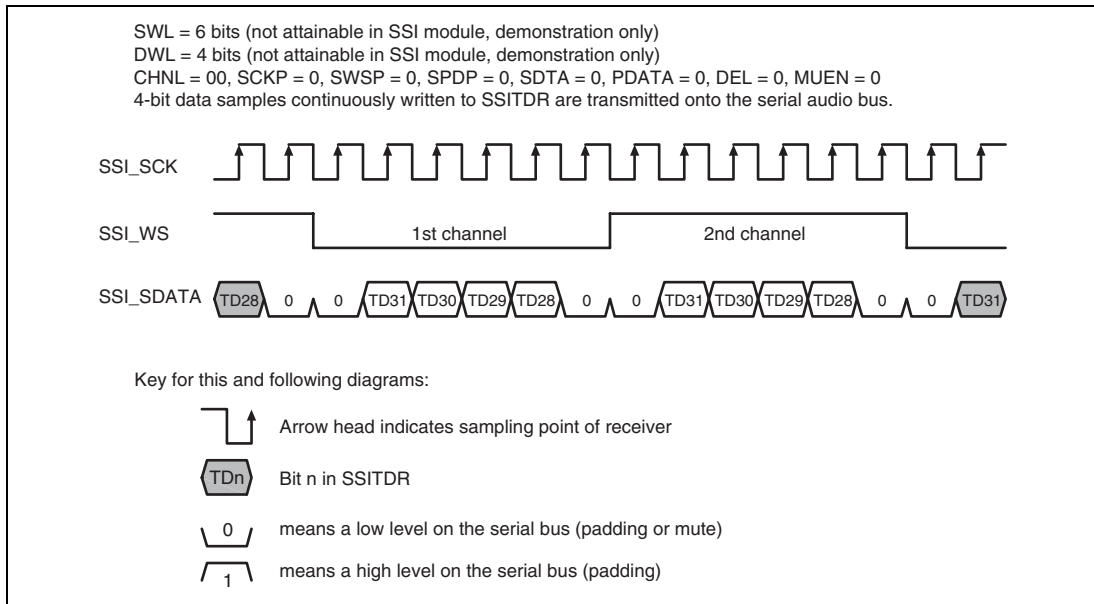 SWL = 6 bits (not attainable in SSI module, demonstration only)
DWL = 4 bits (not attainable in SSI module, demonstration only)
CHNL = 00, SCKP = 0, SWSP = 0, SPDP = 0, SDTA = 0, PDATA = 0, DEL = 0, MUEN = 0
4-bit data samples continuously written to SSITDR are transmitted onto the serial audio bus.
SSI_SCK
SSI_WS 1st channel 2nd channel
SSI_SDATA TD28 0 0 TD31 TD30 TD29 TD28 0 0 TD31 TD30 TD29 TD28 0 0 TD31
Key for this and following diagrams:
Arrow head indicates sampling point of receiver
TDn Bit n in SSITDR
0 means a low level on the serial bus (padding or mute)
1 means a high level on the serial bus (padding)